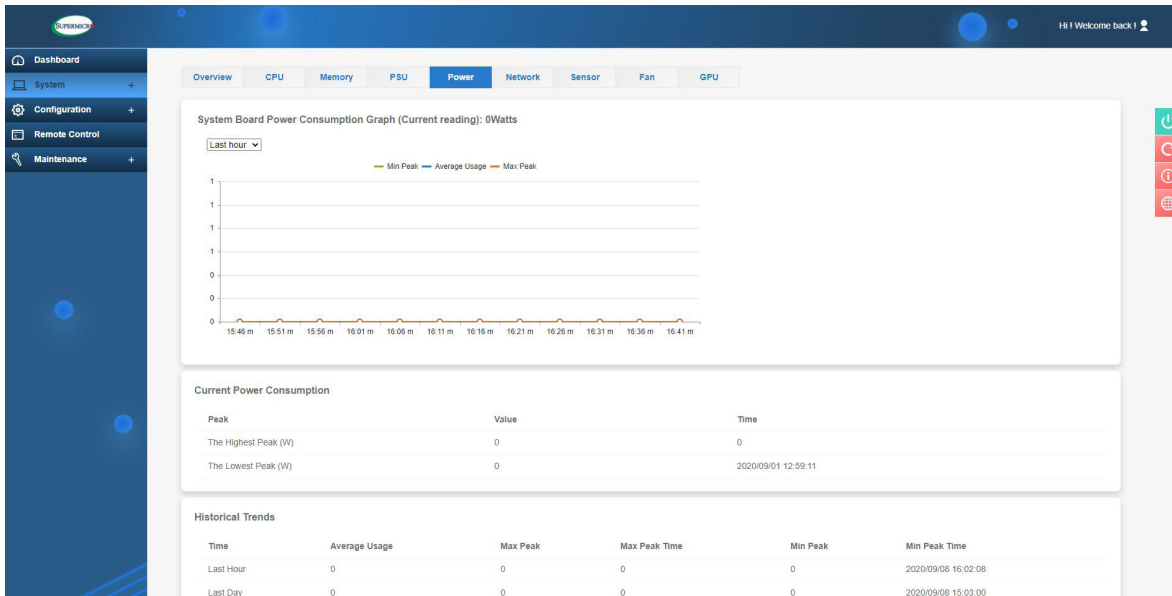 SUPERMICR
Hi ! Welcome back !
Dashboard
System +
Configuration +
Remote Control
Maintenance +
Overview CPU Memory PSU Power Network Sensor Fan GPU
System Board Power Consumption Graph (Current reading): 0Watts
Last hour
Min Peak Average Usage Max Peak
1
1
1
1
0
0
0
15:46 m 15:51 m 15:56 m 16:01 m 16:06 m 16:11 m 16:16 m 16:21 m 16:26 m 16:31 m 16:36 m 16:41 m
Current Power Consumption
Peak Value Time
The Highest Peak (W) 0 0
The Lowest Peak (W) 0 2020/09/01 12:59:11
Historical Trends
Time Average Usage Max Peak Max Peak Time Min Peak Min Peak Time
Last Hour 0 0 0 0 2020/09/08 16:02:08
Last Day 0 0 0 0 2020/09/08 15:03:00